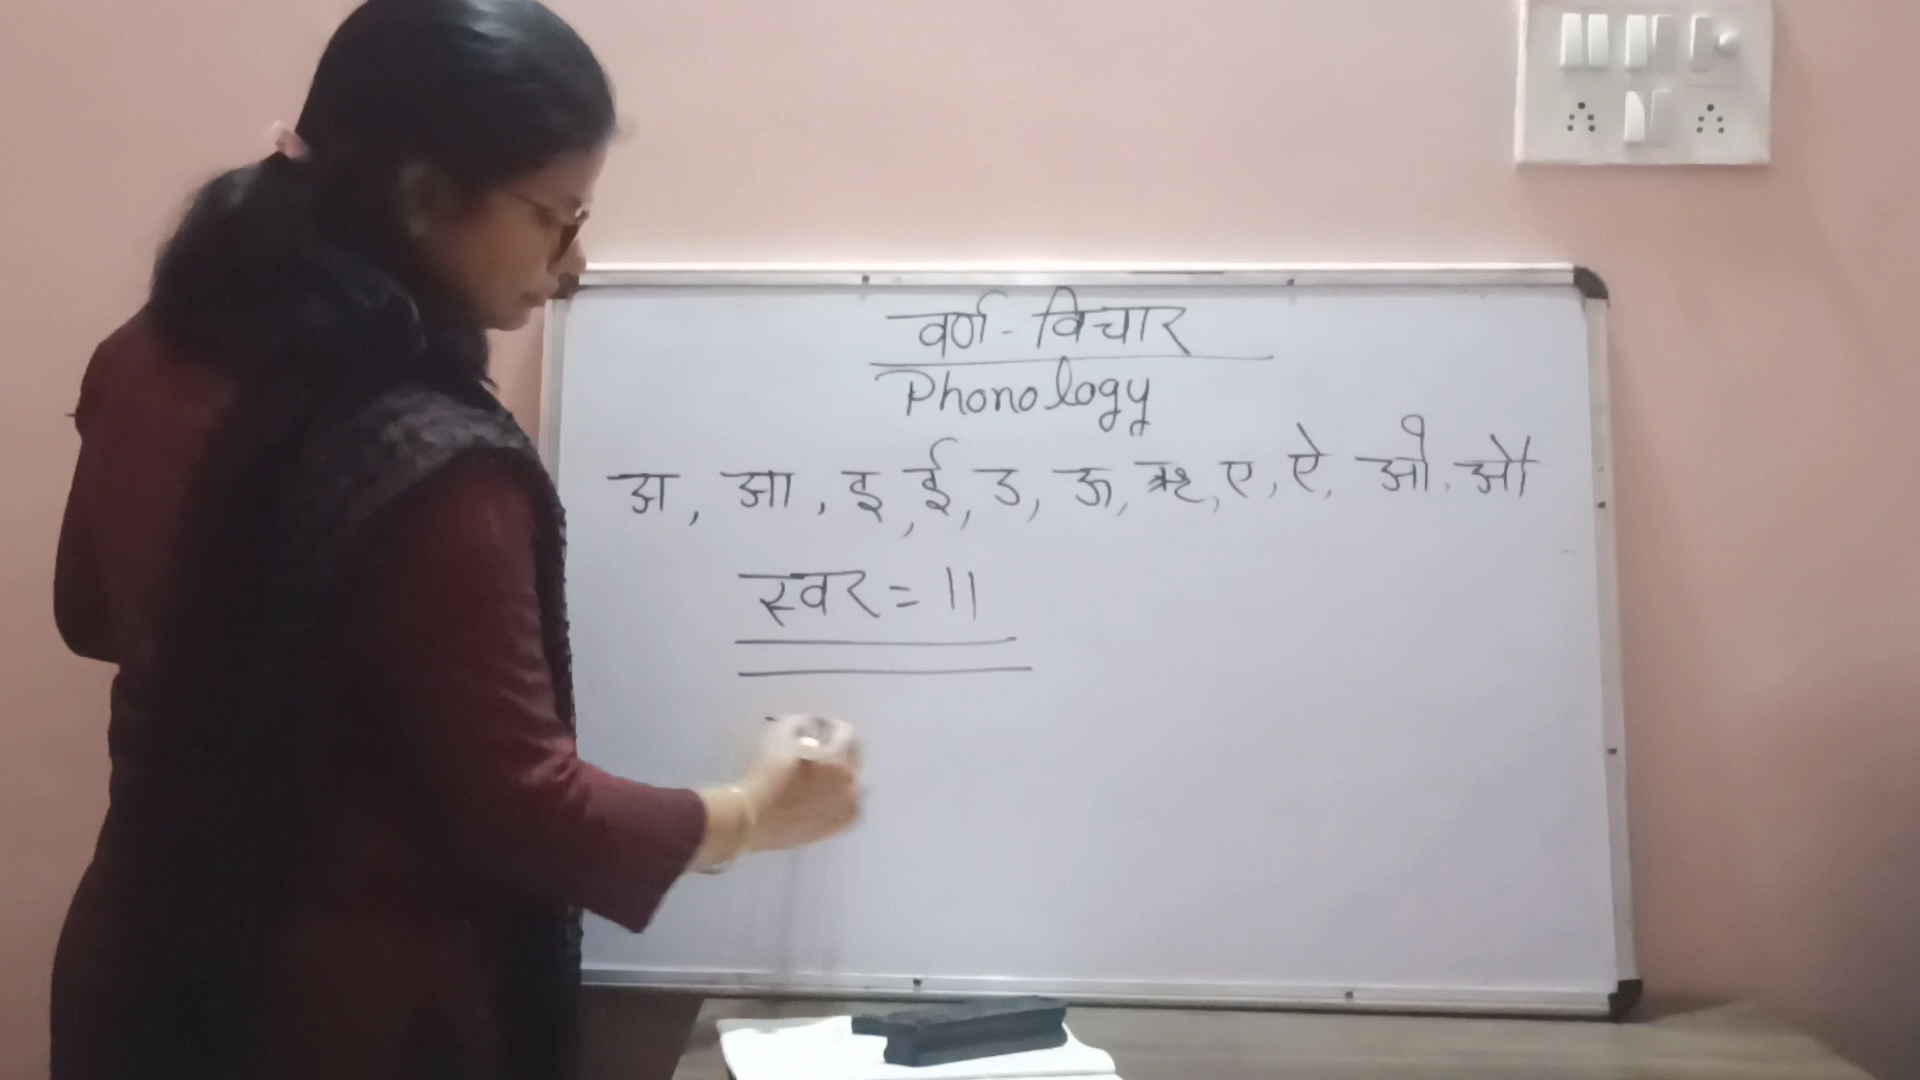 वर्ण - विचार
Phonology
अ, आ, इ, ई, उ, ऊ, ऋ, ए, ऐ, ओ, औ
स्वर = 11